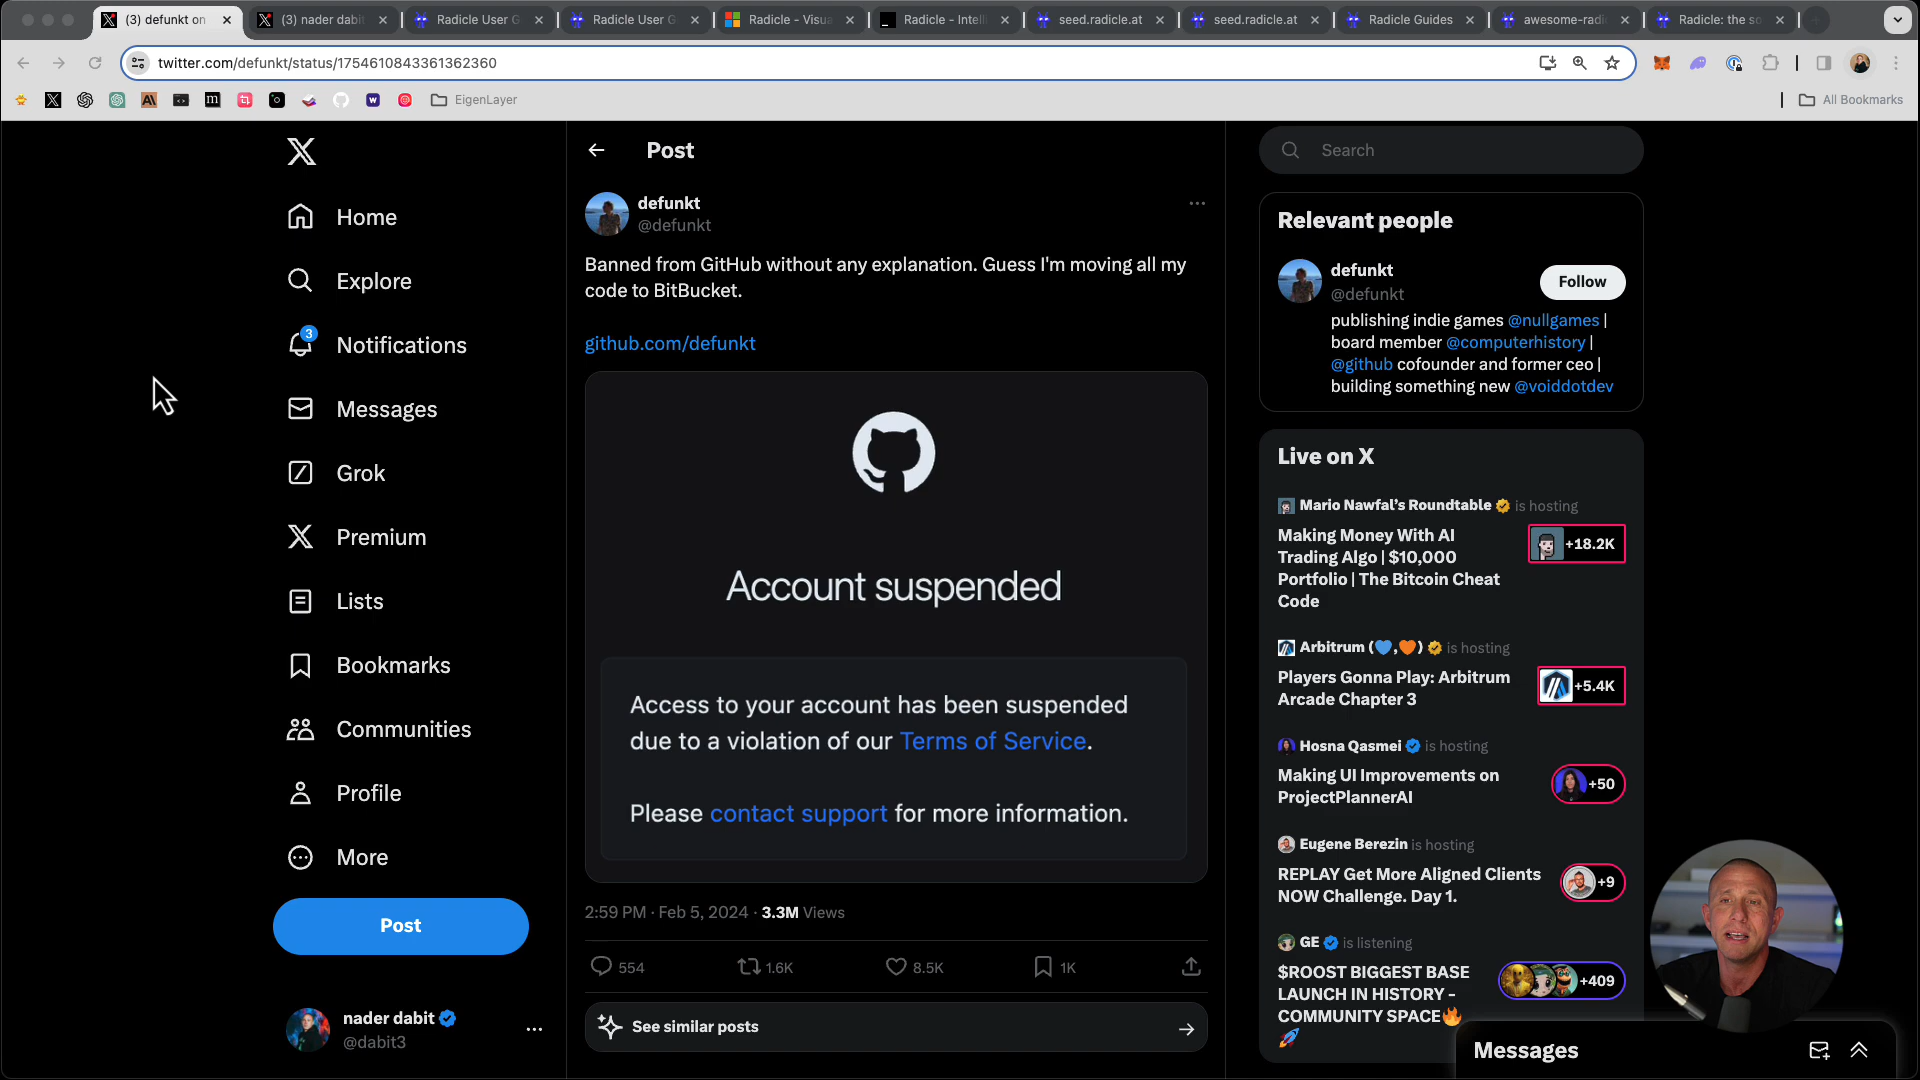 (3) defunkt on
(3) nader dabit
Radicle User G
Radicle User G
Radicle - Visua
Radicle - Intelli
seed.radicle.at
seed.radicle.at
Radicle Guides
awesome-radi
Radicle: the so
twitter.com/defunkt/status/1754610843361362360
EigenLayer
All Bookmarks
Home
Explore
3
Notifications
Messages
Grok
Premium
Lists
Bookmarks
Communities
Profile
More
Post
nader dabit
@dabit3
Post
defunkt
@defunkt
Banned from GitHub without any explanation. Guess I'm moving all my
code to BitBucket.
github.com/defunkt
Account suspended
Access to your account has been suspended
due to a violation of our Terms of Service.
Please contact support for more information.
2:59 PM · Feb 5, 2024 · 3.3M Views
554 1.6K 8.5K 1K
See similar posts
Search
Relevant people
defunkt
@defunkt
Follow
publishing indie games @nullgames |
board member @computerhistory |
@github cofounder and former ceo |
building something new @voiddotdev
Live on X
Mario Nawfal's Roundtable is hosting
Making Money With AI
Trading Algo | $10,000
Portfolio | The Bitcoin Cheat
Code
+18.2K
Arbitrum (💙,🧡) is hosting
Players Gonna Play: Arbitrum
Arcade Chapter 3
+5.4K
Hosna Qasmei is hosting
Making UI Improvements on
ProjectPlannerAI
+50
Eugene Berezin is hosting
REPLAY Get More Aligned Clients
NOW Challenge. Day 1.
+9
GE is listening
$ROOST BIGGEST BASE
LAUNCH IN HISTORY -
COMMUNITY SPACE🔥
🚀
+409
Messages